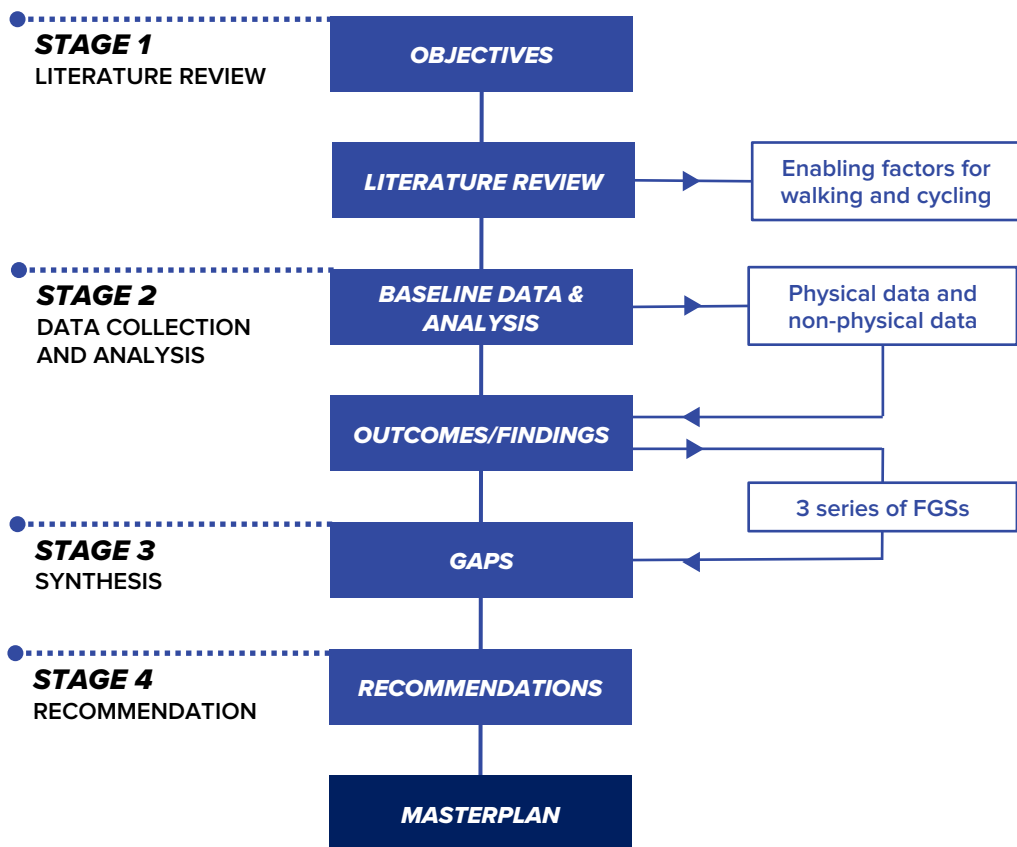 STAGE 1
LITERATURE REVIEW
OBJECTIVES
LITERATURE REVIEW
Enabling factors for
walking and cycling
STAGE 2
DATA COLLECTION
AND ANALYSIS
BASELINE DATA &
ANALYSIS
Physical data and
non-physical data
OUTCOMES/FINDINGS
3 series of FGSs
STAGE 3
SYNTHESIS
GAPS
STAGE 4
RECOMMENDATION
RECOMMENDATIONS
MASTERPLAN